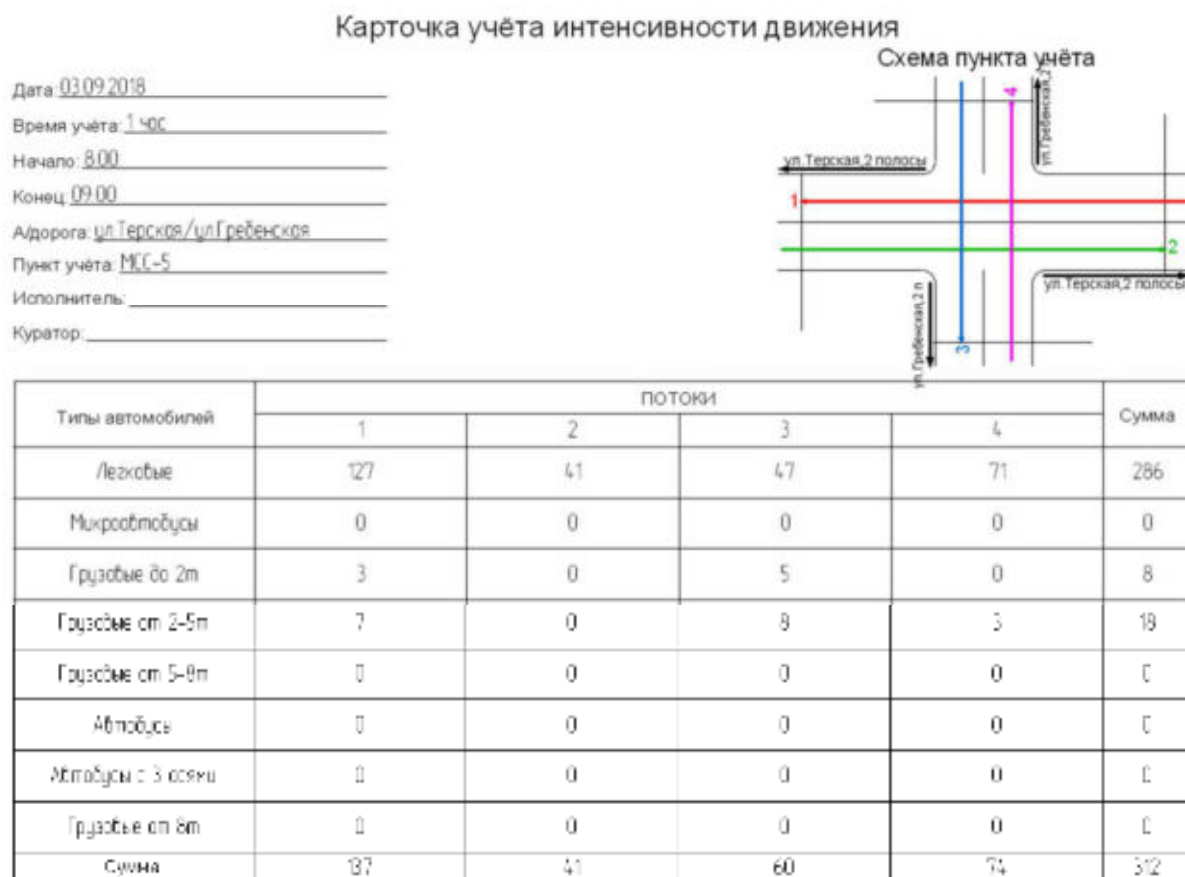 Карточка учёта интенсивности движения
Схема пункта учёта
Дата: 03.09.2018
Время учёта: 1 час
Начало: 8.00
Конец: 09.00
А/дорога: ул.Терская/ул.Гребенская
Пункт учёта: МСС-5
Исполнитель:
Куратор:
4
ул.Гребенская,2
ул.Терская,2 полосы
1
2
ул.Терская,2 полосы
ул.Гребенская,2 п
3
Типы автомобилей ПОТОКИ Сумма
1 2 3 4
Легковые 127 41 47 71 286
Микроавтобусы 0 0 0 0 0
Грузовые до 2т 3 0 5 0 8
Грузовые от 2-5т 7 0 8 3 18
Грузовые от 5-8т 0 0 0 0 0
Автобусы 0 0 0 0 0
Автобусы с 3 осями 0 0 0 0 0
Грузовые от 8т 0 0 0 0 0
Сумма 137 41 60 74 312